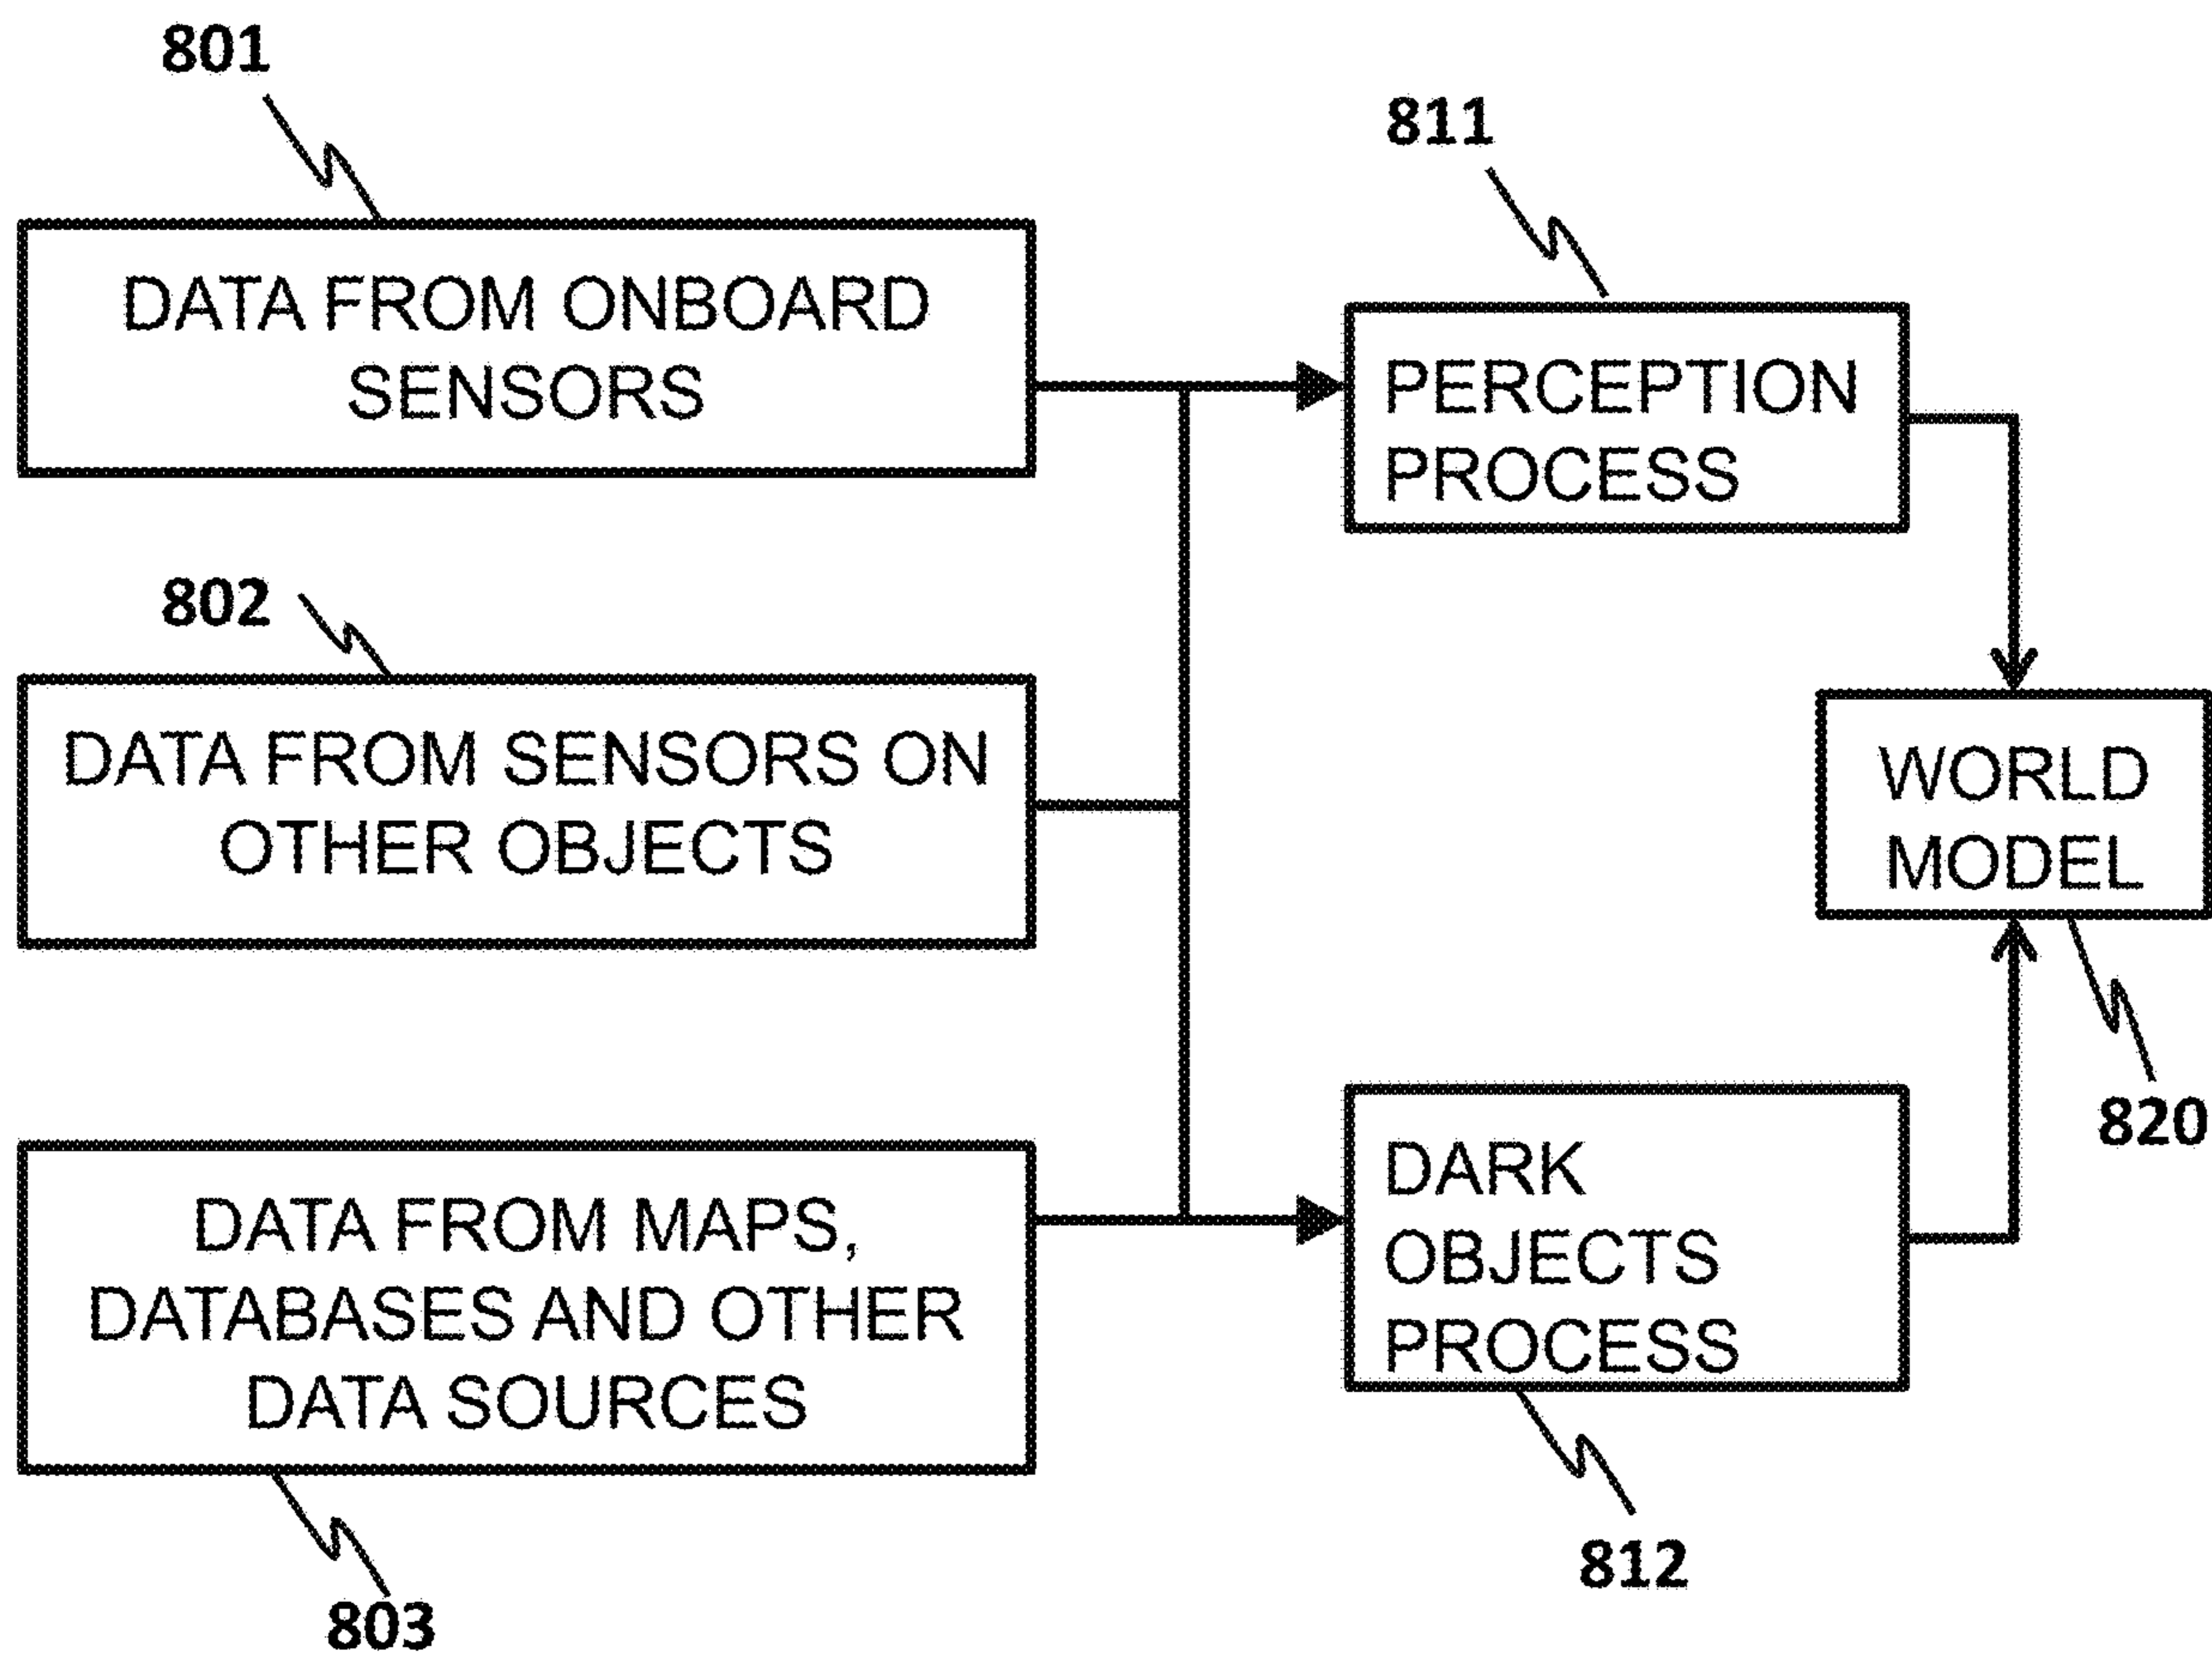 801
DATA FROM ONBOARD
SENSORS
802
DATA FROM SENSORS ON
OTHER OBJECTS
DATA FROM MAPS,
DATABASES AND OTHER
DATA SOURCES
803
811
PERCEPTION
PROCESS
DARK
OBJECTS
PROCESS
812
WORLD
MODEL
820